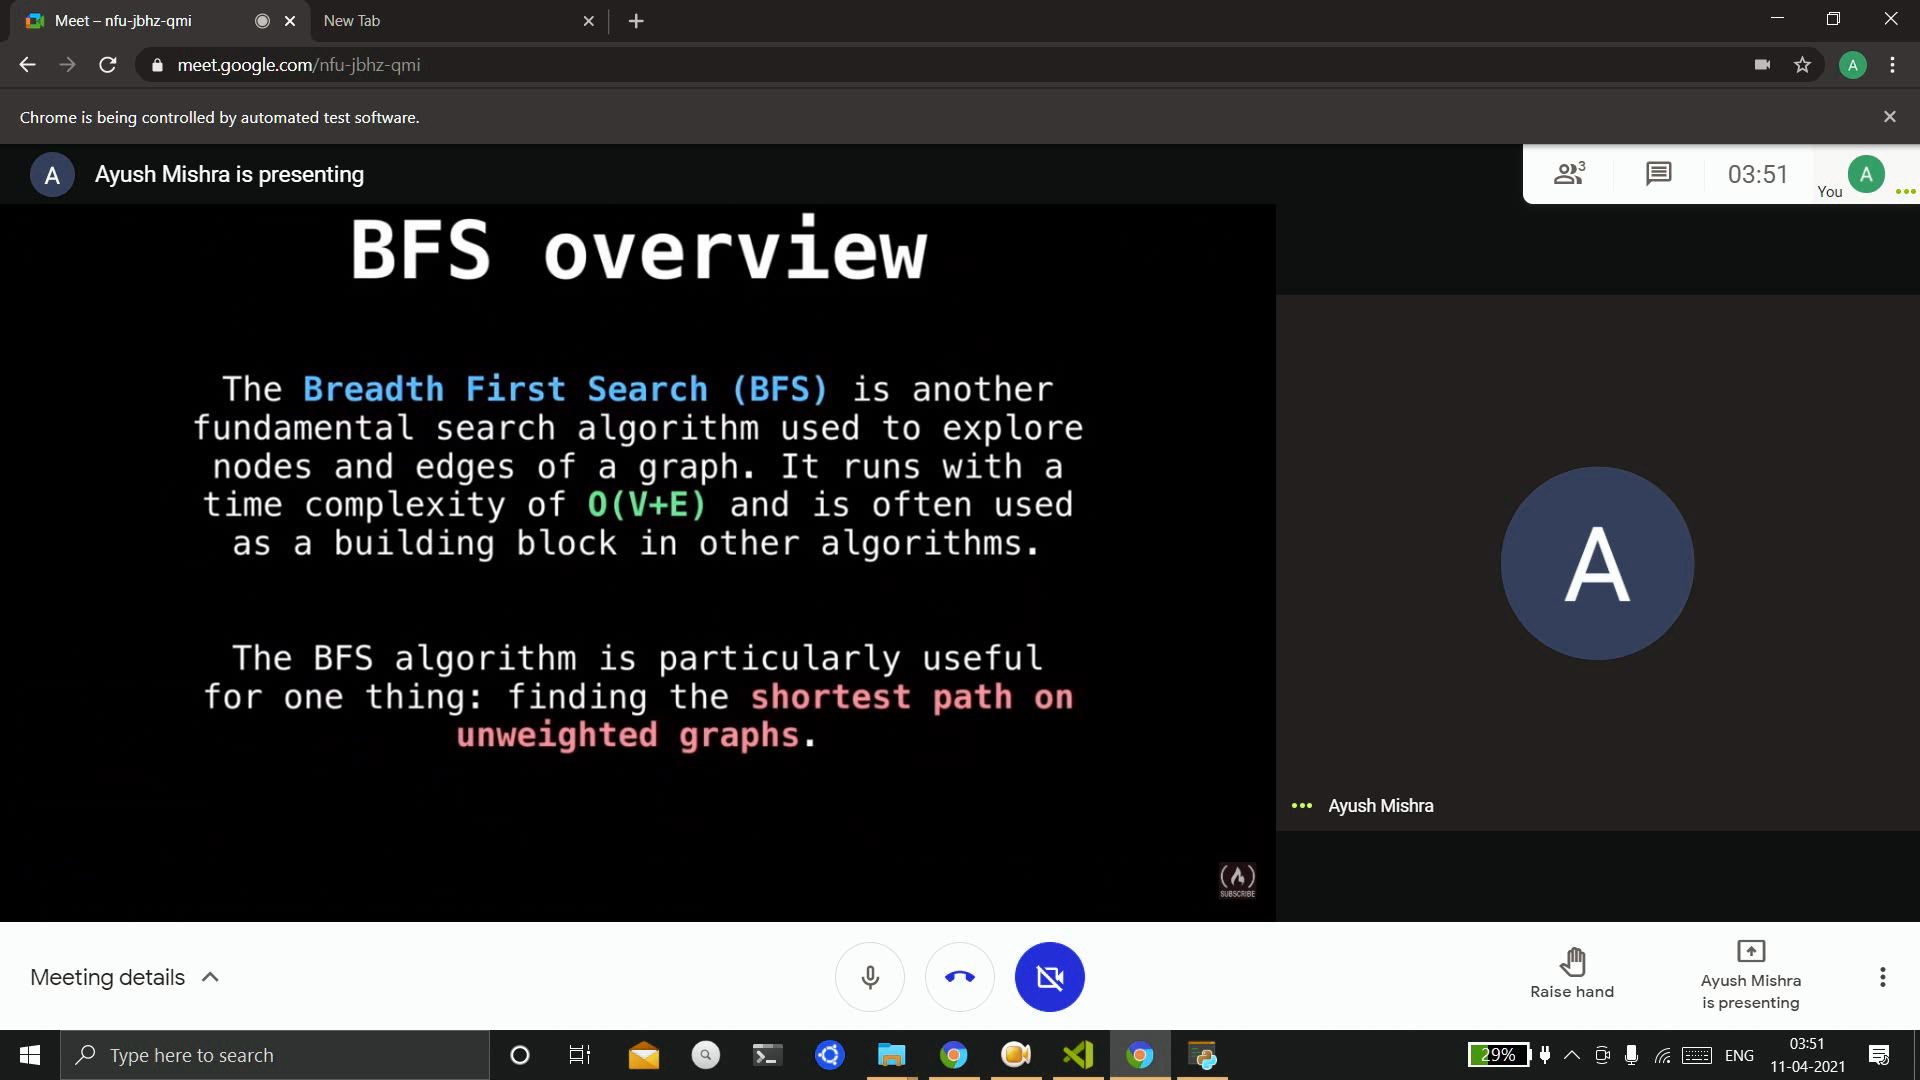 Meet – nfu-jbhz-qmi
New Tab
meet.google.com/nfu-jbhz-qmi
A
Chrome is being controlled by automated test software.
A
Ayush Mishra is presenting
3
03:51
You
A
BFS overview
The Breadth First Search (BFS) is another
fundamental search algorithm used to explore
nodes and edges of a graph. It runs with a
time complexity of O(V+E) and is often used
as a building block in other algorithms.
The BFS algorithm is particularly useful
for one thing: finding the shortest path on
unweighted graphs.
SUBSCRIBE
A
Ayush Mishra
Meeting details
Raise hand
Ayush Mishra
is presenting
Type here to search
29%
ENG
03:51
11-04-2021